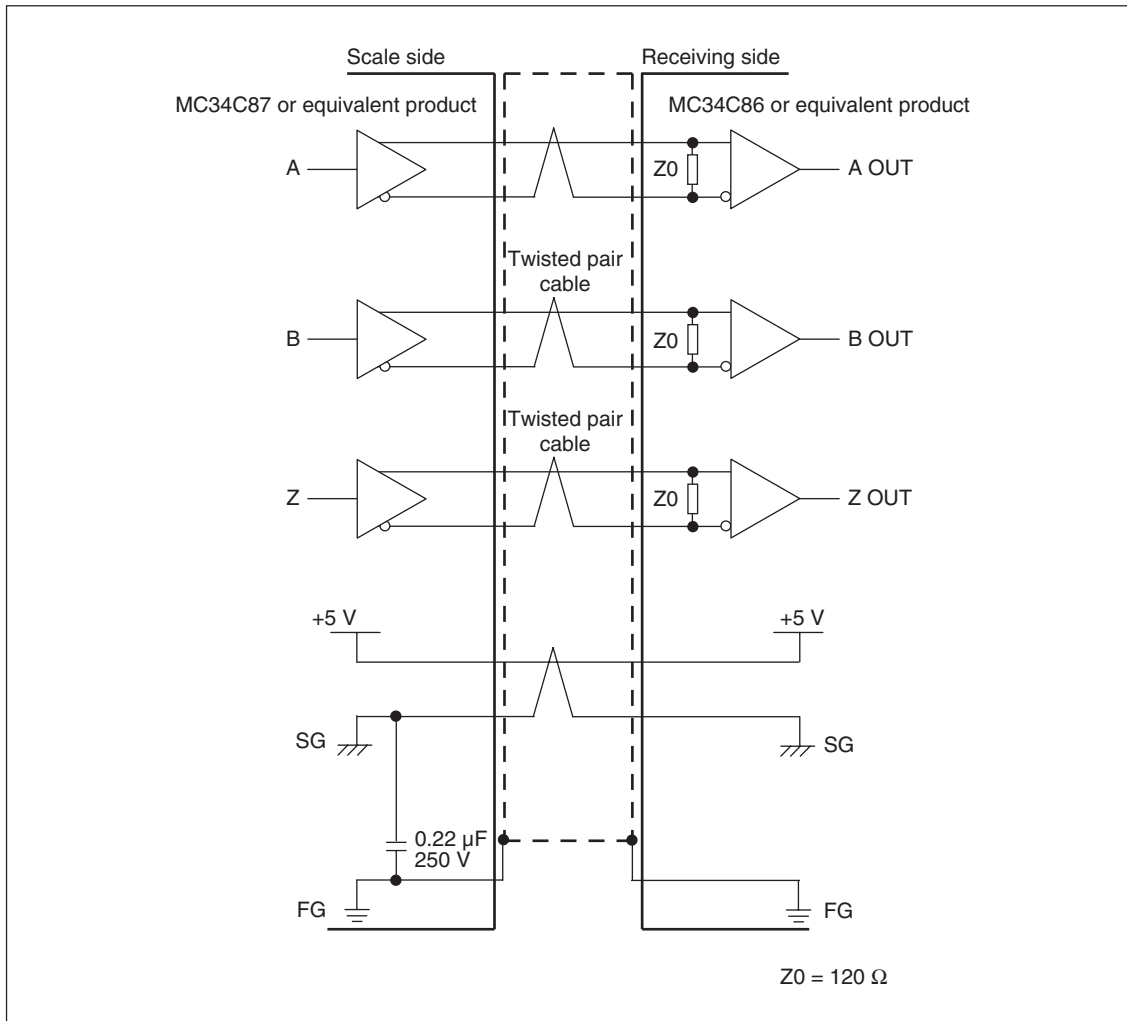 Scale side
Receiving side
MC34C87 or equivalent product
MC34C86 or equivalent product
A
Z0
A OUT
Twisted pair
cable
B
Z0
B OUT
Twisted pair
cable
Z
Z0
Z OUT
+5 V
+5 V
SG
SG
0.22 µF
250 V
FG
FG
Z0 = 120 Ω